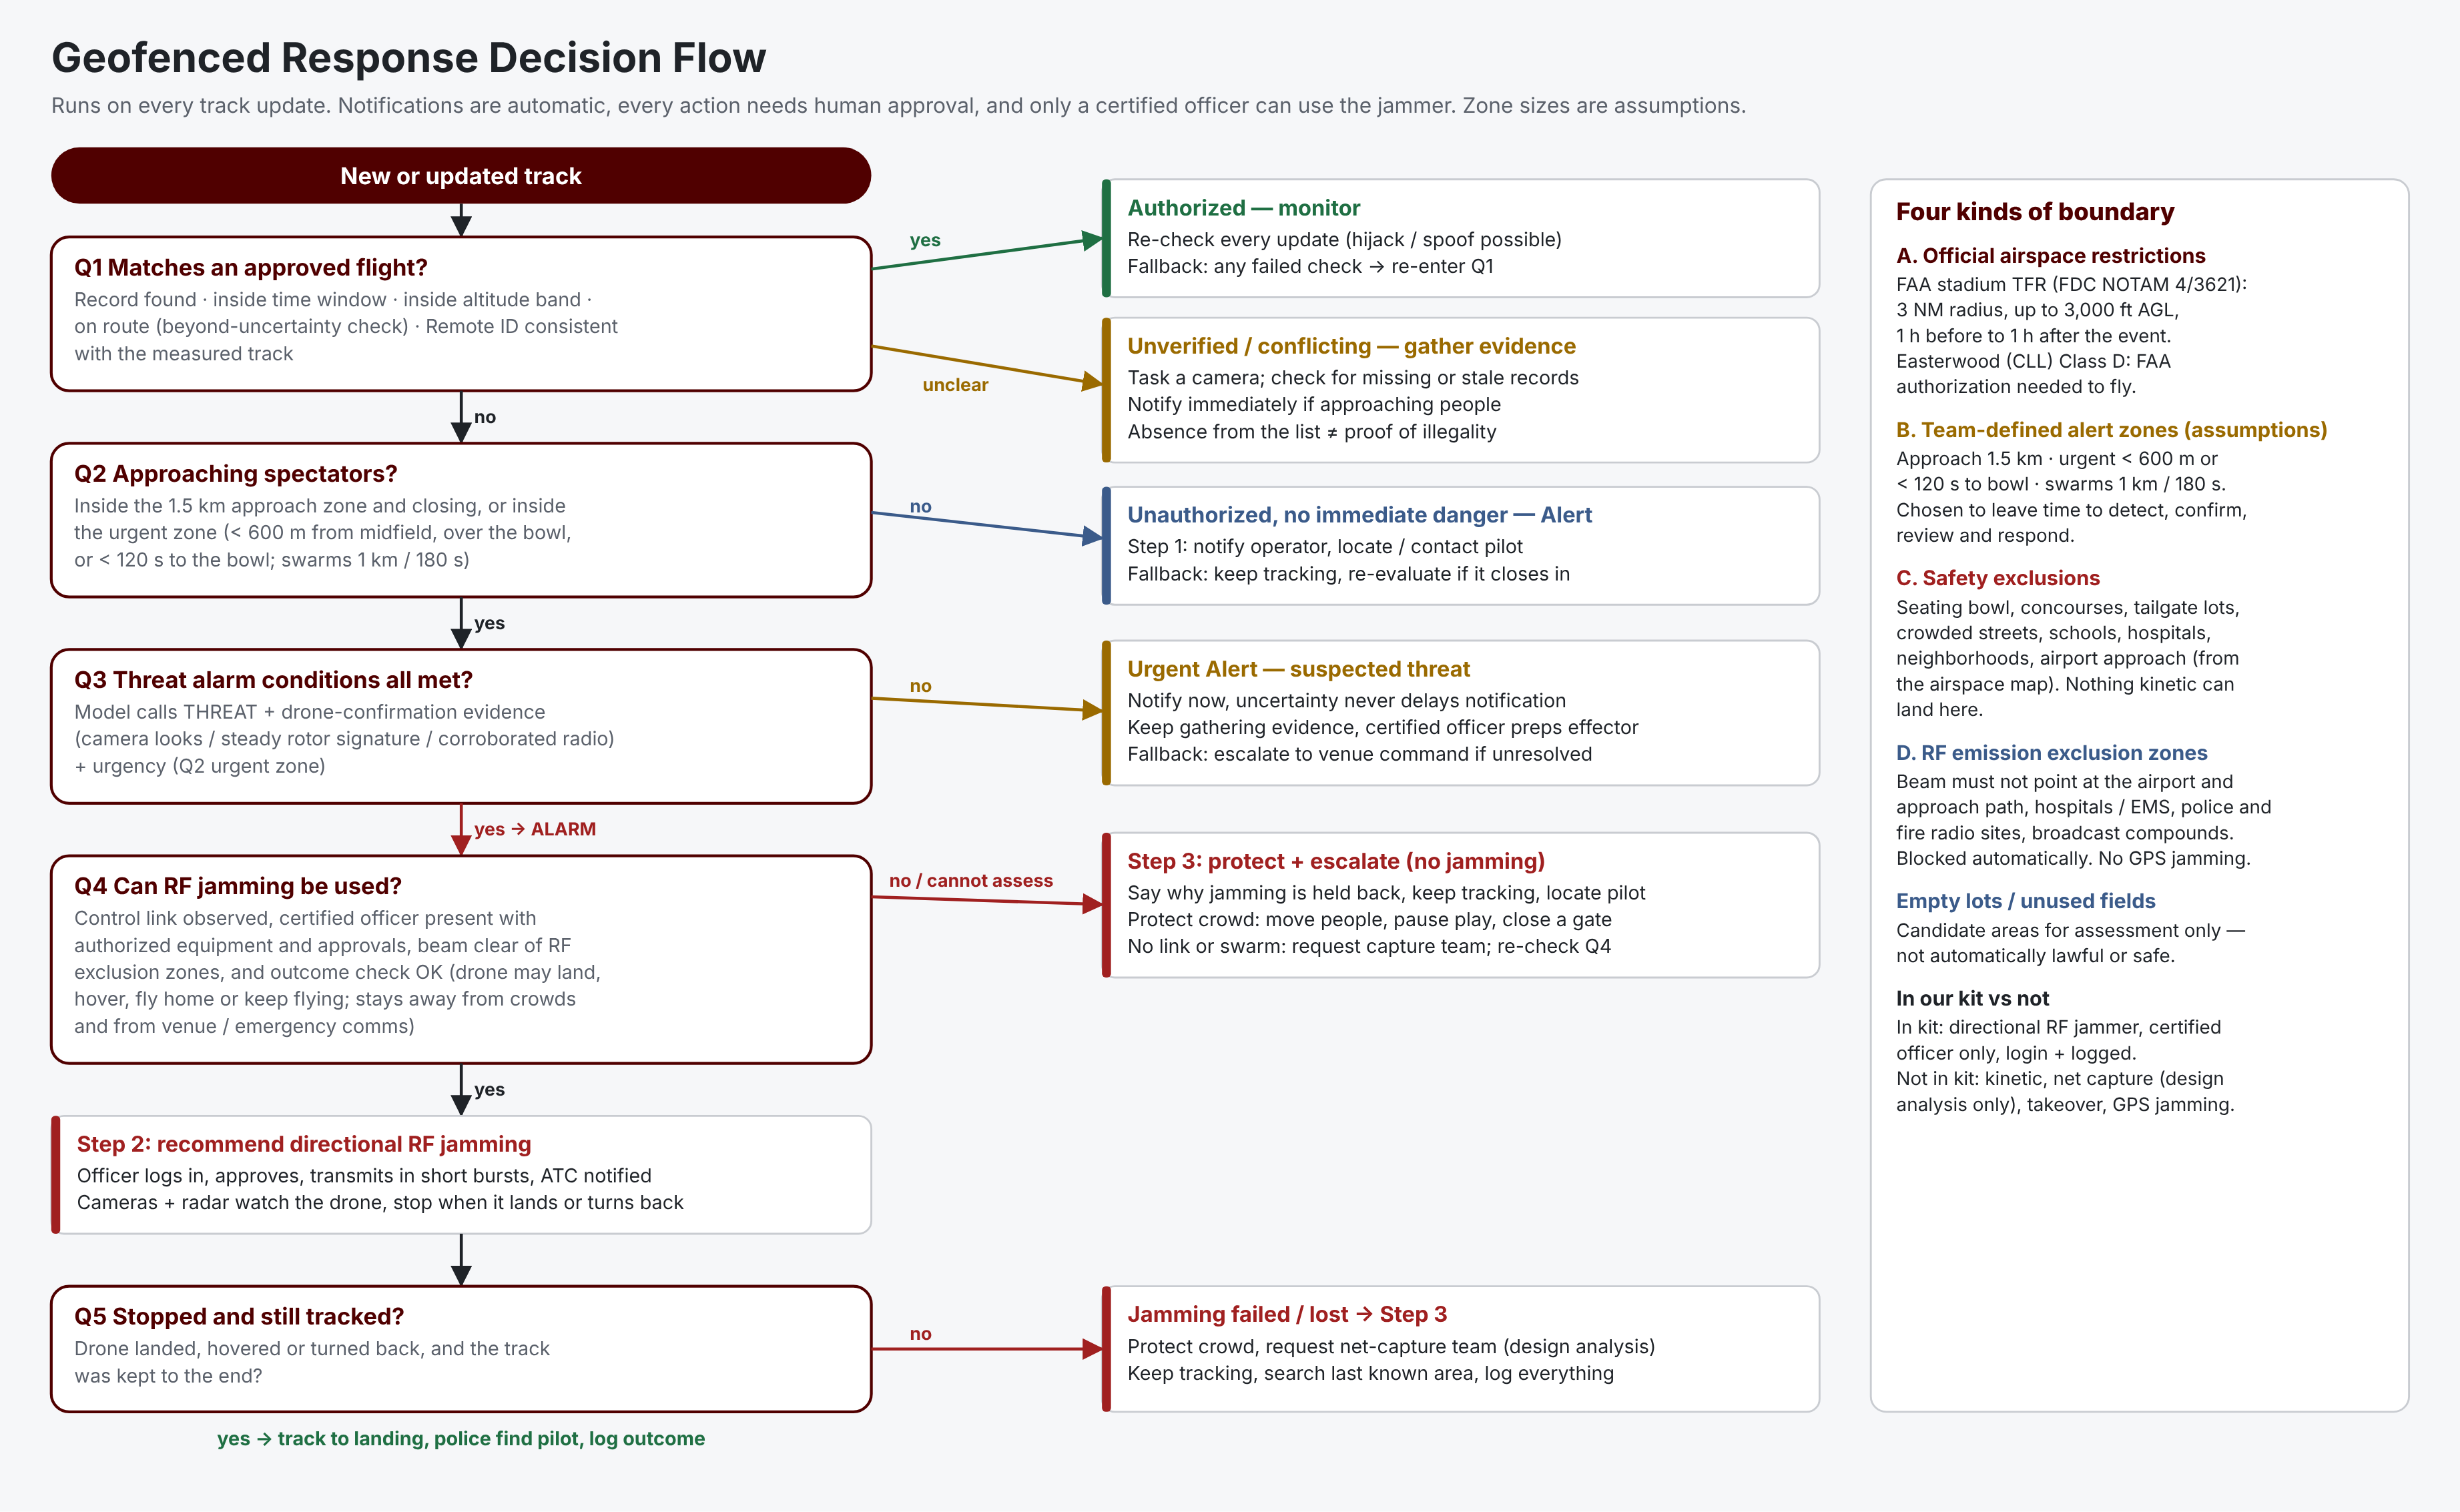 Geofenced Response Decision Flow
Runs on every track update. Notifications are automatic, every action needs human approval, and only a certified officer can use the jammer. Zone sizes are assumptions.
New or updated track
Q1 Matches an approved flight?
Record found · inside time window · inside altitude band ·
on route (beyond-uncertainty check) · Remote ID consistent
with the measured track
yes
Authorized — monitor
Re-check every update (hijack / spoof possible)
Fallback: any failed check → re-enter Q1
unclear
Unverified / conflicting — gather evidence
Task a camera; check for missing or stale records
Notify immediately if approaching people
Absence from the list ≠ proof of illegality
no
Q2 Approaching spectators?
Inside the 1.5 km approach zone and closing, or inside
the urgent zone (< 600 m from midfield, over the bowl,
or < 120 s to the bowl; swarms 1 km / 180 s)
no
Unauthorized, no immediate danger — Alert
Step 1: notify operator, locate / contact pilot
Fallback: keep tracking, re-evaluate if it closes in
yes
Q3 Threat alarm conditions all met?
Model calls THREAT + drone-confirmation evidence
(camera looks / steady rotor signature / corroborated radio)
+ urgency (Q2 urgent zone)
no
Urgent Alert — suspected threat
Notify now, uncertainty never delays notification
Keep gathering evidence, certified officer preps effector
Fallback: escalate to venue command if unresolved
yes → ALARM
Q4 Can RF jamming be used?
Control link observed, certified officer present with
authorized equipment and approvals, beam clear of RF
exclusion zones, and outcome check OK (drone may land,
hover, fly home or keep flying; stays away from crowds
and from venue / emergency comms)
no / cannot assess
Step 3: protect + escalate (no jamming)
Say why jamming is held back, keep tracking, locate pilot
Protect crowd: move people, pause play, close a gate
No link or swarm: request capture team; re-check Q4
yes
Step 2: recommend directional RF jamming
Officer logs in, approves, transmits in short bursts, ATC notified
Cameras + radar watch the drone, stop when it lands or turns back
Q5 Stopped and still tracked?
Drone landed, hovered or turned back, and the track
was kept to the end?
no
Jamming failed / lost → Step 3
Protect crowd, request net-capture team (design analysis)
Keep tracking, search last known area, log everything
yes → track to landing, police find pilot, log outcome
Four kinds of boundary
A. Official airspace restrictions
FAA stadium TFR (FDC NOTAM 4/3621):
3 NM radius, up to 3,000 ft AGL,
1 h before to 1 h after the event.
Easterwood (CLL) Class D: FAA
authorization needed to fly.
B. Team-defined alert zones (assumptions)
Approach 1.5 km · urgent < 600 m or
< 120 s to bowl · swarms 1 km / 180 s.
Chosen to leave time to detect, confirm,
review and respond.
C. Safety exclusions
Seating bowl, concourses, tailgate lots,
crowded streets, schools, hospitals,
neighborhoods, airport approach (from
the airspace map). Nothing kinetic can
land here.
D. RF emission exclusion zones
Beam must not point at the airport and
approach path, hospitals / EMS, police and
fire radio sites, broadcast compounds.
Blocked automatically. No GPS jamming.
Empty lots / unused fields
Candidate areas for assessment only —
not automatically lawful or safe.
In our kit vs not
In kit: directional RF jammer, certified
officer only, login + logged.
Not in kit: kinetic, net capture (design
analysis only), takeover, GPS jamming.